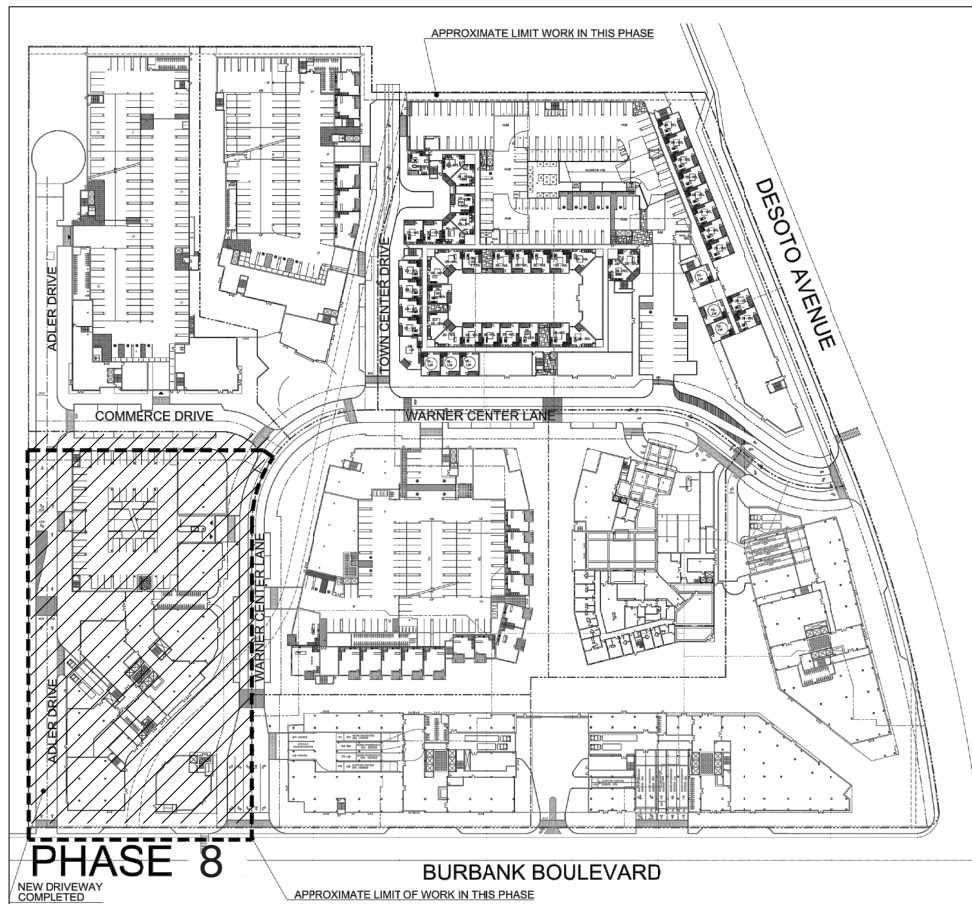 APPROXIMATE LIMIT WORK IN THIS PHASE
DESOTO AVENUE
ADLER DRIVE
TOWN CENTER DRIVE
COMMERCE DRIVE
WARNER CENTER LANE
WARNER CENTER LANE
ADLER DRIVE
PHASE 8
NEW DRIVEWAY
COMPLETED
BURBANK BOULEVARD
APPROXIMATE LIMIT OF WORK IN THIS PHASE